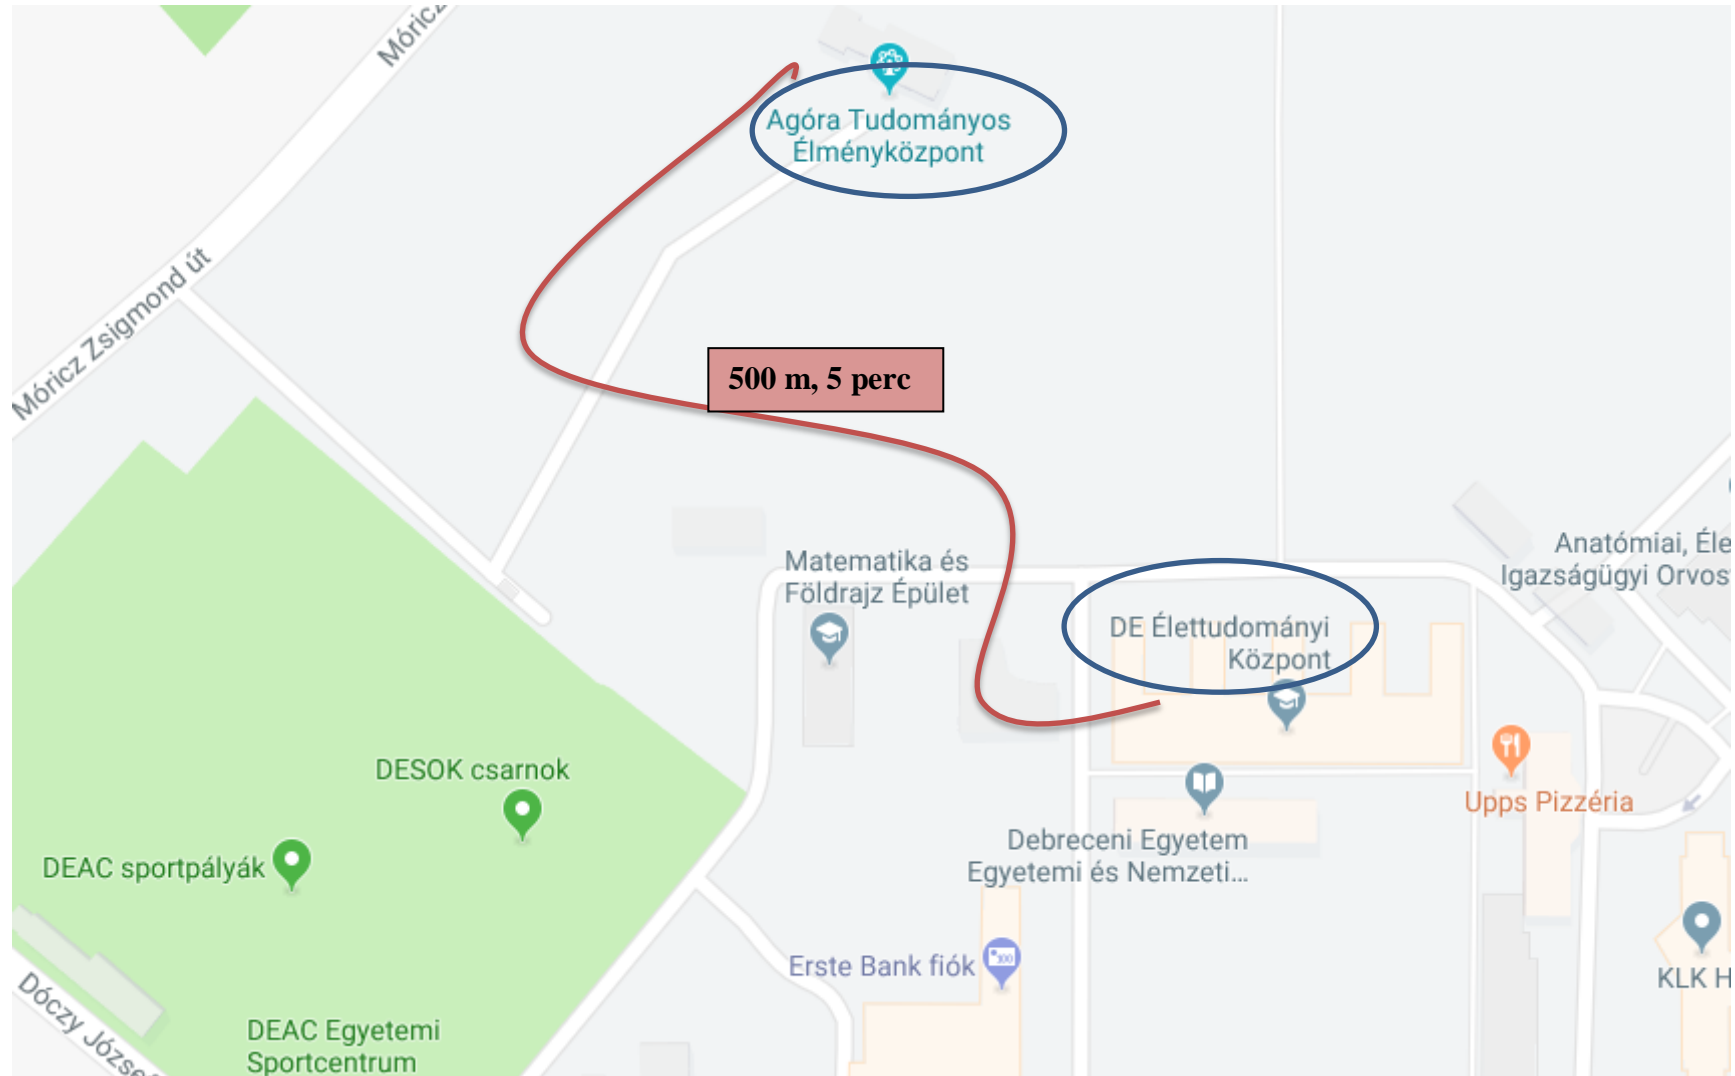 Móricz
Agóra Tudományos
Élményközpont
Móricz Zsigmond út
500 m, 5 perc
Matematika és
Földrajz Épület
Anatómiai, Éle
Igazságügyi Orvos
DE Élettudományi
Központ
DESOK csarnok
Upps Pizzéria
DEAC sportpályák
Debreceni Egyetem
Egyetemi és Nemzeti...
Erste Bank fiók
KLK H
Dóczy József
DEAC Egyetemi
Sportcentrum